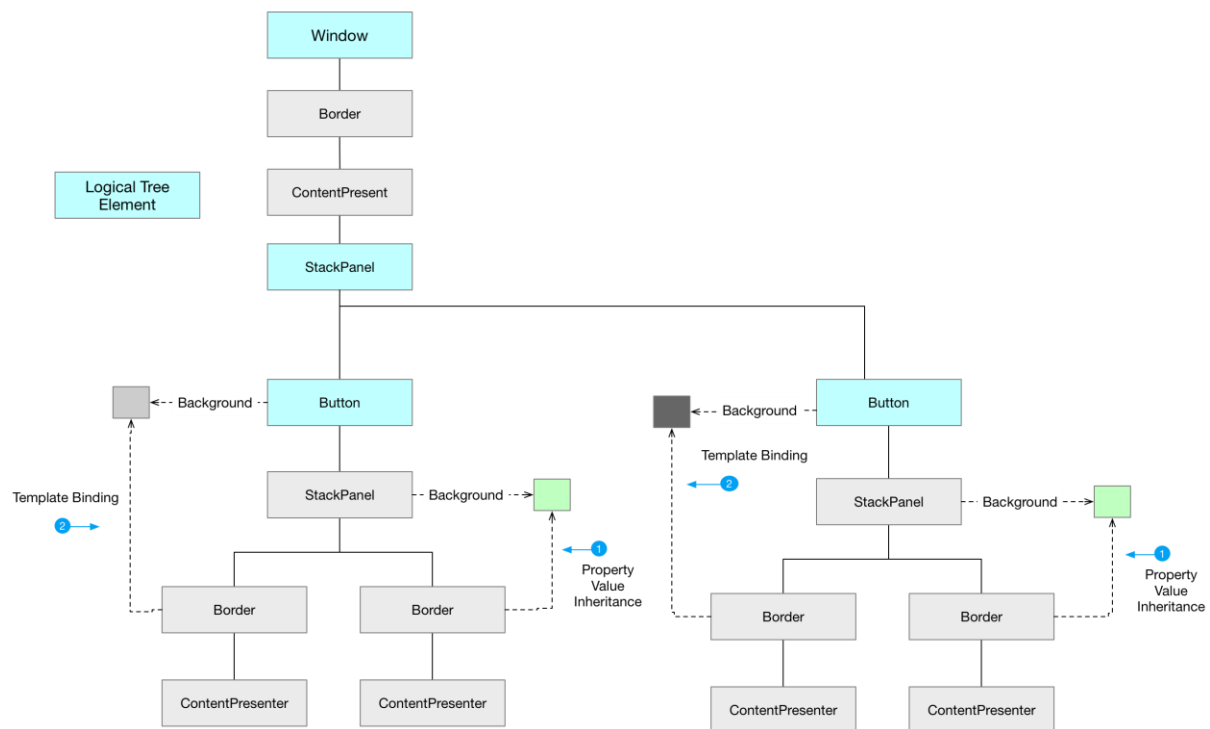 Window
Border
Logical Tree
Element
ContentPresent
StackPanel
Background
Button
Background
Button
Template Binding
2
StackPanel
Background
Template Binding
2
StackPanel
Background
1
Property
Value
Inheritance
1
Property
Value
Inheritance
Border
Border
Border
Border
ContentPresenter
ContentPresenter
ContentPresenter
ContentPresenter